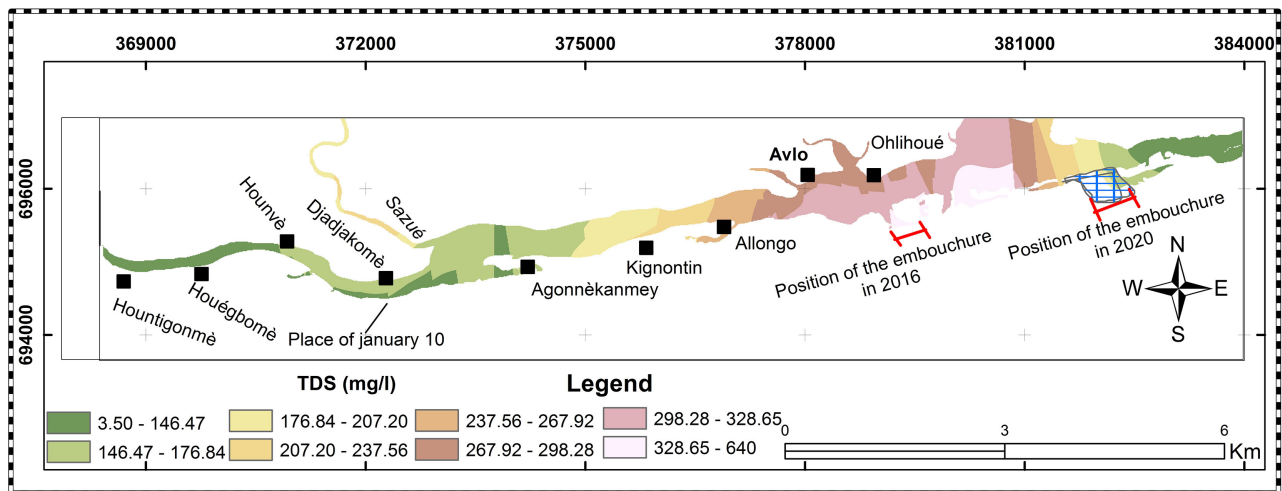 369000 372000 375000 378000 381000 384000
696000
694000
Hountigonmè
Houégbomè
Hounvè
Djadjakomè
Sazué
Place of january 10
Agonnèkanmey
Kignontin
Allongo
Avlo
Ohlihoué
Position of the embouchure
in 2016
Position of the embouchure
in 2020
N
W E
S
TDS (mg/l) Legend
3.50 - 146.47 176.84 - 207.20 237.56 - 267.92 298.28 - 328.65
146.47 - 176.84 207.20 - 237.56 267.92 - 298.28 328.65 - 640
0 3 6
Km